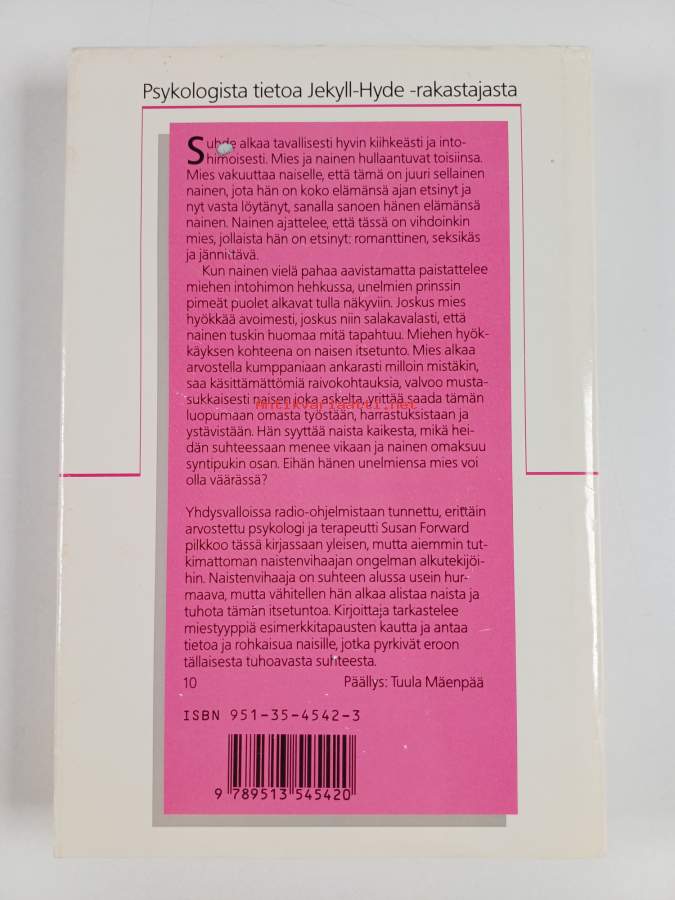 Psykologista tietoa Jekyll-Hyde -rakastajasta
Suhde alkaa tavallisesti hyvin kiihkeästi ja into-
himoisesti. Mies ja nainen hullaantuvat toisiinsa.
Mies vakuuttaa naiselle, että tämä on juuri sellainen
nainen, jota hän on koko elämänsä ajan etsinyt ja
nyt vasta löytänyt, sanalla sanoen hänen elämänsä
nainen. Nainen ajattelee, että tässä on vihdoinkin
mies, jollaista hän on etsinyt: romanttinen, seksikäs
ja jännittävä.
Kun nainen vielä pahaa aavistamatta paistattelee
miehen intohimon hehkussa, unelmien prinssin
pimeät puolet alkavat tulla näkyviin. Joskus mies
hyökkää avoimesti, joskus niin salakavalasti, että
nainen tuskin huomaa mitä tapahtuu. Miehen hyök-
käyksen kohteena on naisen itsetunto. Mies alkaa
arvostella kumppaniaan ankarasti milloin mistäkin,
saa käsittämättömiä raivokohtauksia, valvoo musta-
sukkaisesti naisen joka askelta, yrittää saada tämän
Antikvariaatti.net
luopumaan omasta työstään, harrastuksistaan ja
ystävistään. Hän syyttää naista kaikesta, mikä hei-
dän suhteessaan menee vikaan ja nainen omaksuu
syntipukin osan. Eihän hänen unelmiensa mies voi
olla väärässä?
Yhdysvalloissa radio-ohjelmistaan tunnettu, erittäin
arvostettu psykologi ja terapeutti Susan Forward
pilkkoo tässä kirjassaan yleisen, mutta aiemmin tut-
kimattoman naistenvihaajan ongelman alkutekijöi-
hin. Naistenvihaaja on suhteen alussa usein hur-
maava, mutta vähitellen hän alkaa alistaa naista ja
tuhota tämän itsetuntoa. Kirjoittaja tarkastelee
miestyyppiä esimerkkitapausten kautta ja antaa
tietoa ja rohkaisua naisille, jotka pyrkivät eroon
tällaisesta tuhoavasta suhteesta.
10 Päällys: Tuula Mäenpää
ISBN 951-35-4542-3
9 789513 545420